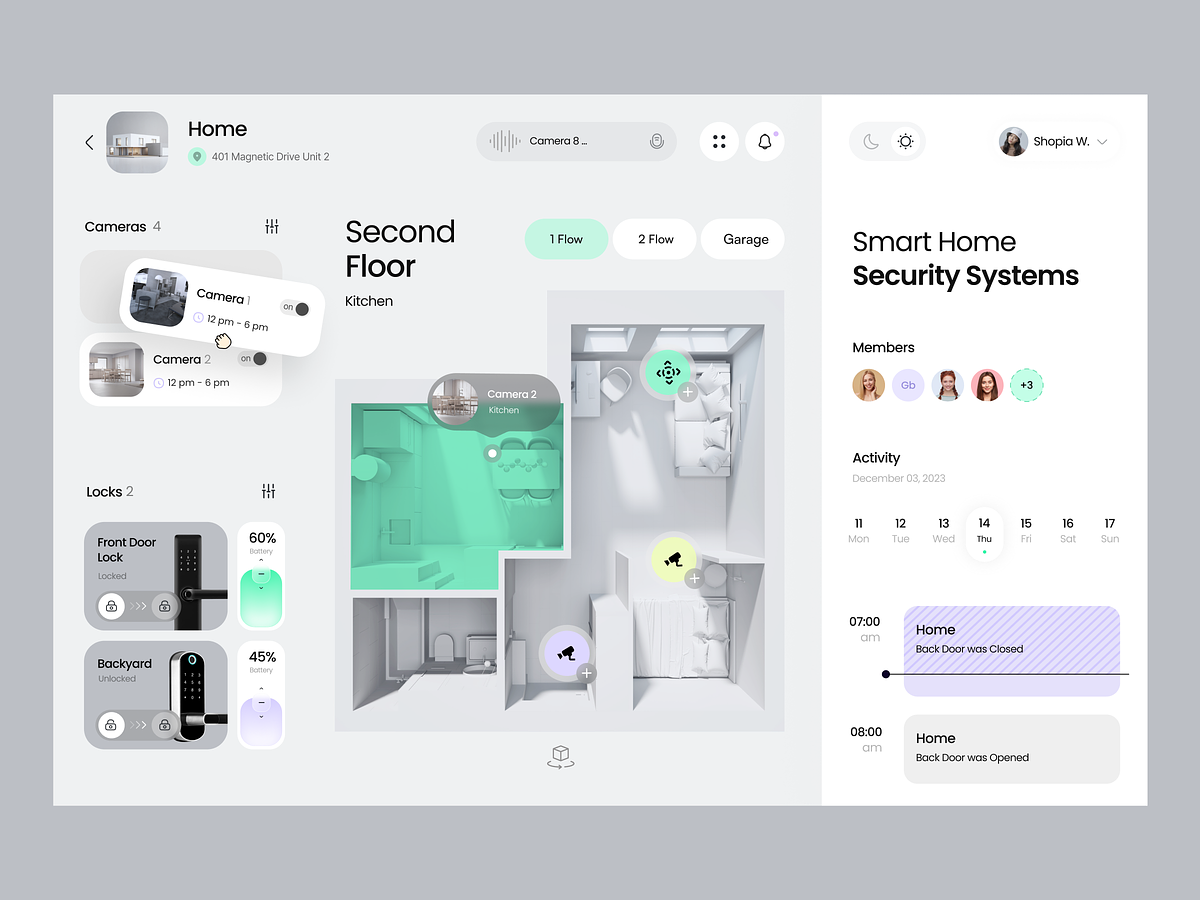 Home
401 Magnetic Drive Unit 2
Camera 8 ...
Shopia W.
Cameras 4
Camera 1
on
12 pm - 6 pm
Camera 2
on
12 pm - 6 pm
Locks 2
Front Door
Lock
Locked
60%
Battery
Backyard
Unlocked
45%
Battery
Second
Floor
Kitchen
1 Flow
2 Flow
Garage
Camera 2
Kitchen
Smart Home
Security Systems
Members
Gb
+3
Activity
December 03, 2023
11 12 13 14 15 16 17
Mon Tue Wed Thu Fri Sat Sun
07:00
am
Home
Back Door was Closed
08:00
am
Home
Back Door was Opened